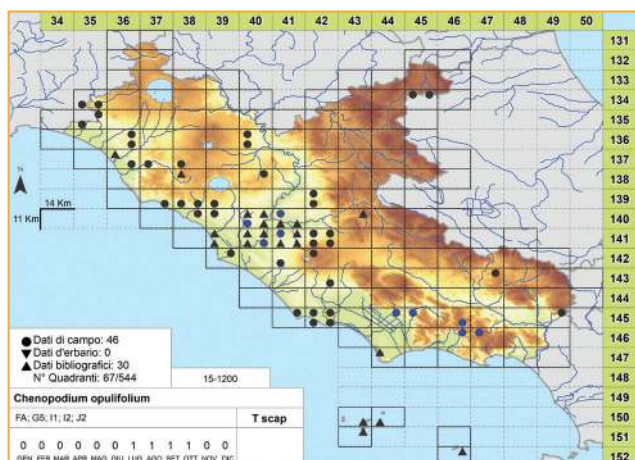 34 35 36 37 38 39 40 41 42 43 44 45 46 47 48 49 50
131
132
133
134
135
136
137
138
139
140
141
142
143
144
145
146
147
148
149
150
151
152
N
14 Km
11 Km
Dati di campo: 46
Dati d'erbario: 0
Dati bibliografici: 30
N° Quadranti: 67/544
15-1200
Chenopodium opulifolium
FA; G5; I1; I2; J2
T scap
0 0 0 0 0 0 1 1 1 1 0 0
GEN FEB MAR APR MAG GIU LUG AGO SET OTT NOV DIC